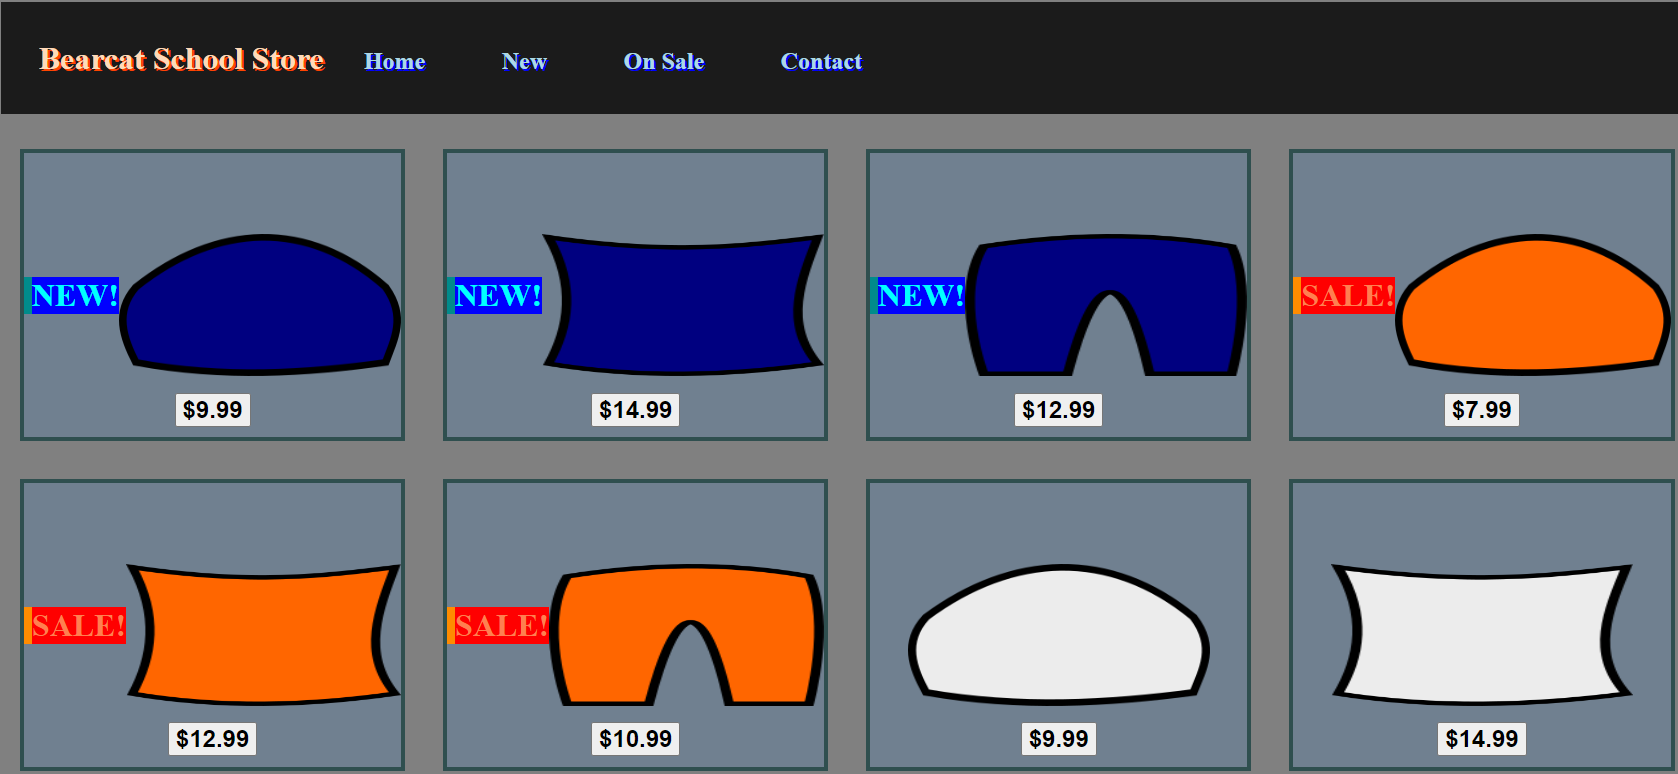 Bearcat School Store Home New On Sale Contact
NEW! NEW! NEW! SALE!
$9.99 $14.99 $12.99 $7.99
SALE! SALE!
$12.99 $10.99 $9.99 $14.99